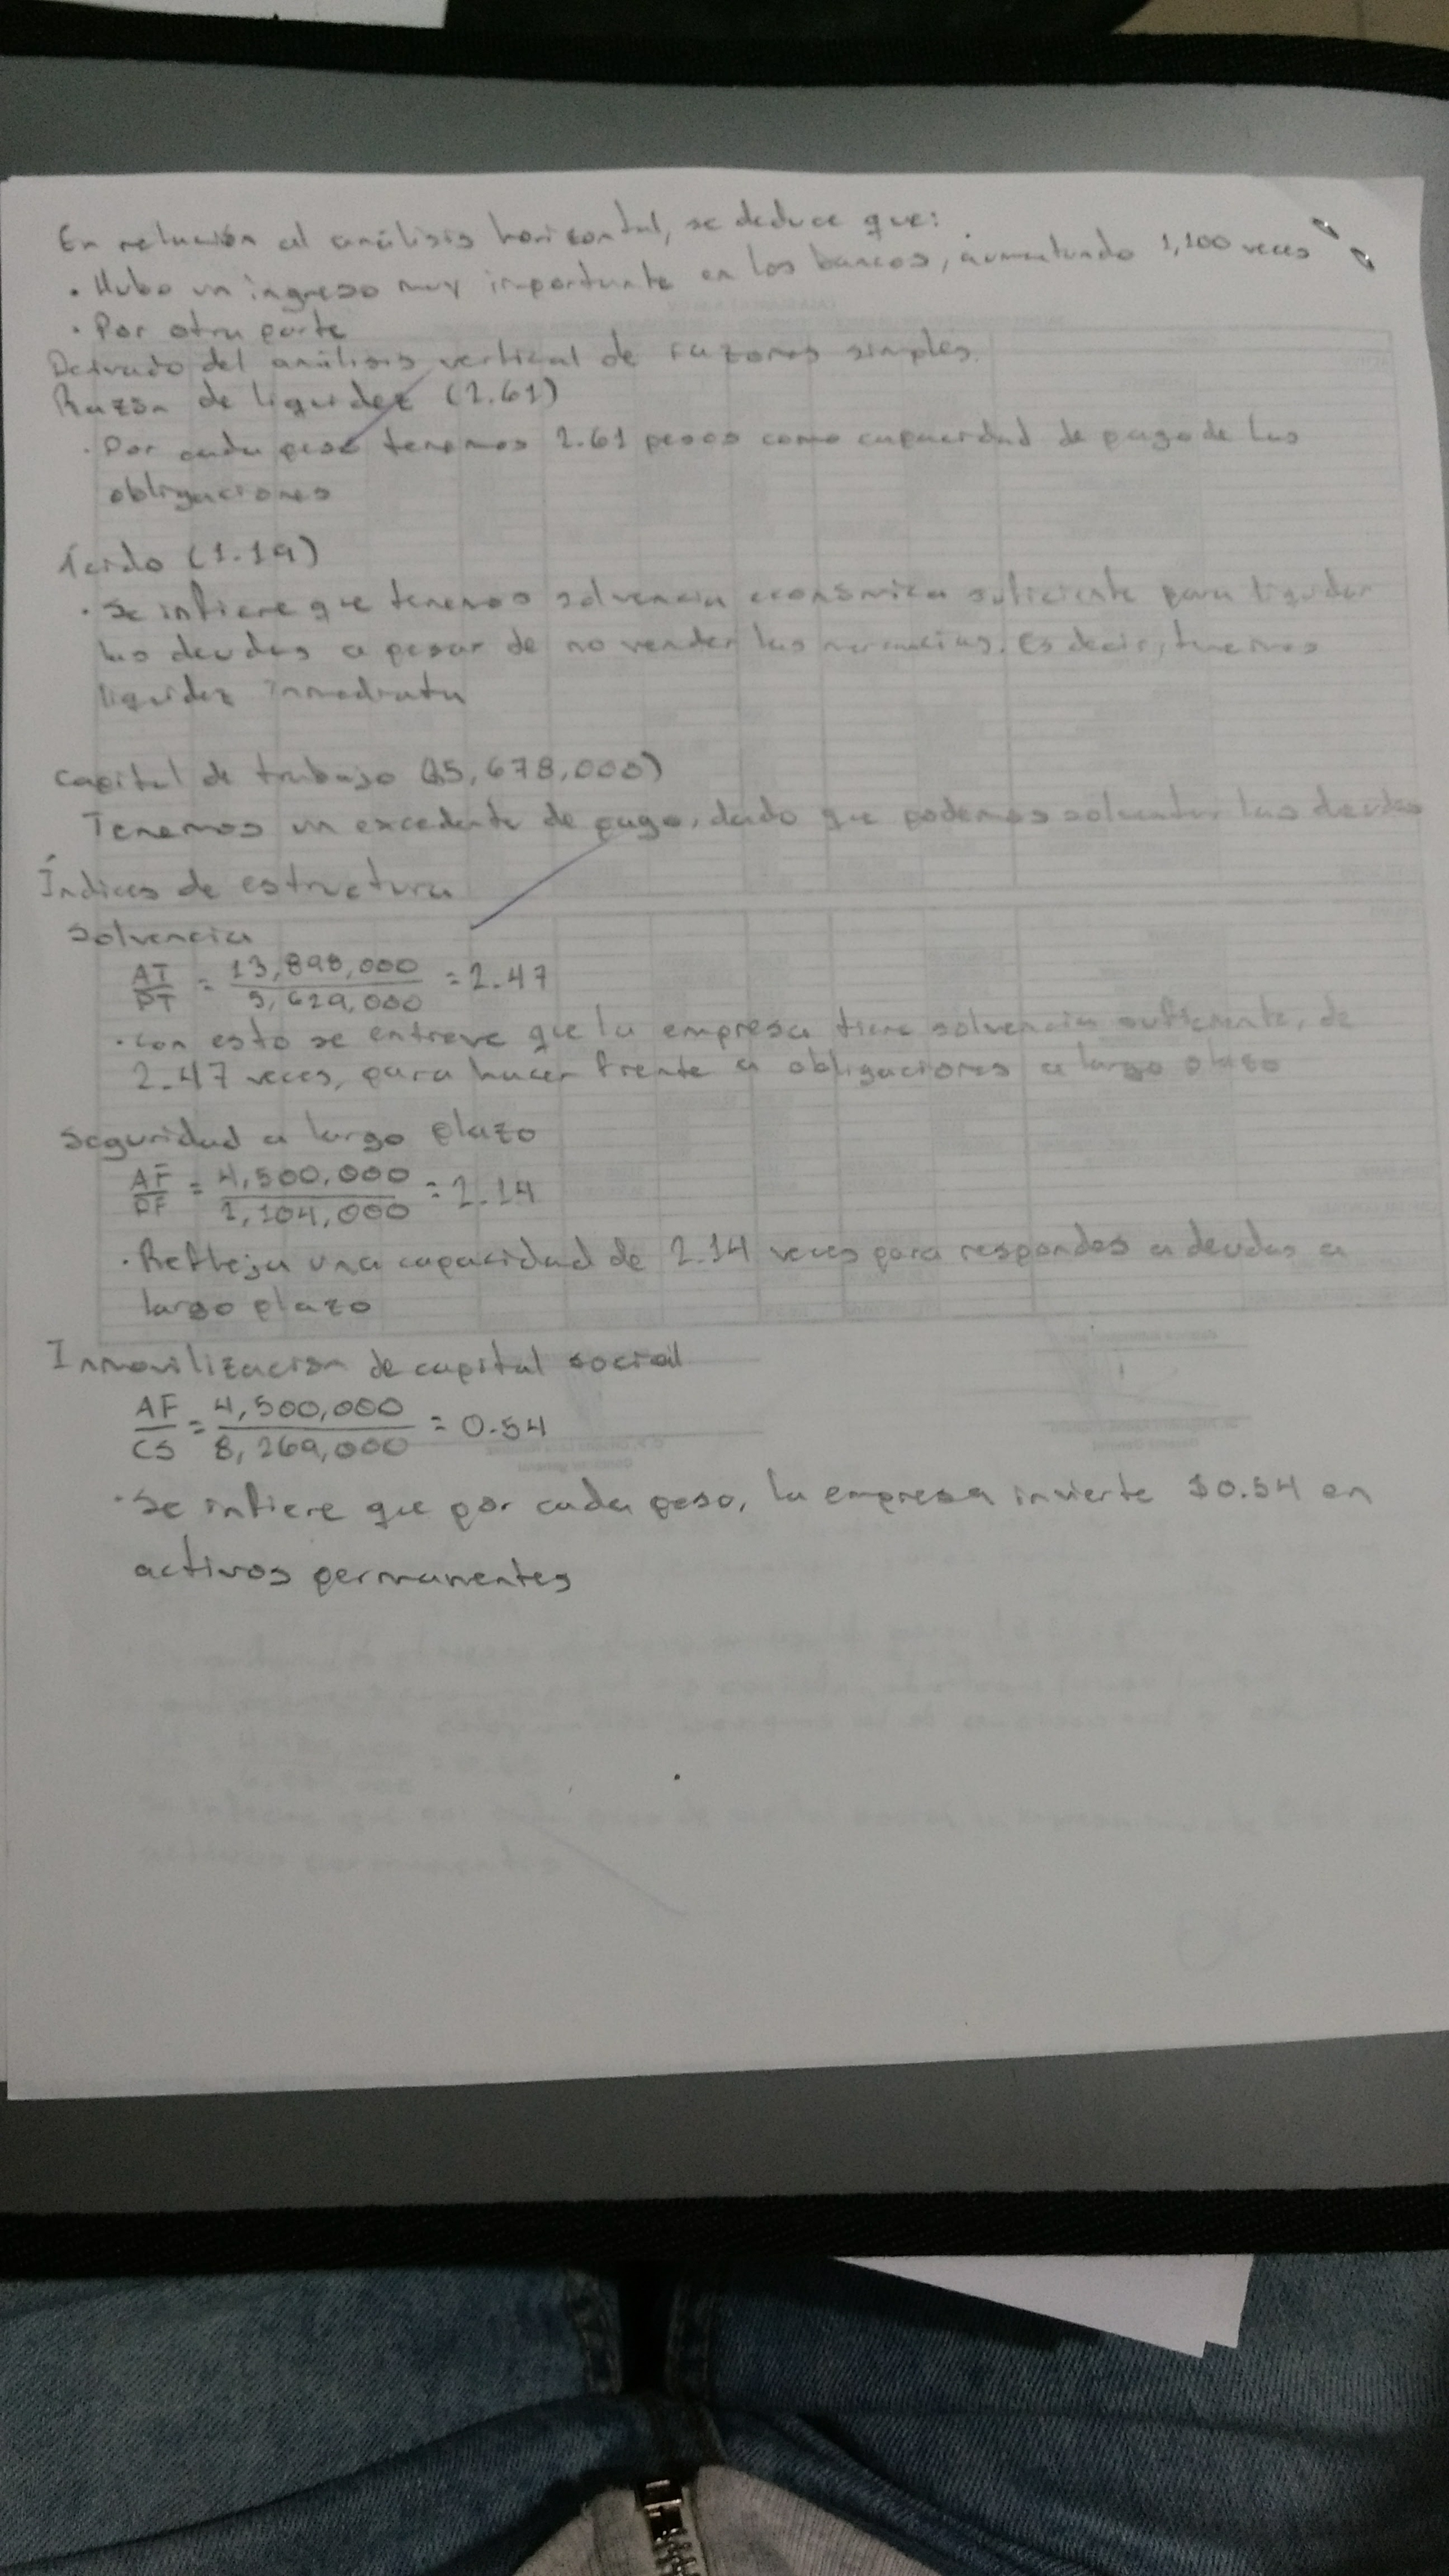 En relación al análisis horizontal, se deduce que:
· Hubo un ingreso muy importante en los bancos, aumentando 1,100 veces
· Por otra parte
Derivado del análisis vertical de razones simples.
Razón de liquidez (2.61)
· Por cada peso tenemos 2.61 pesos como capacidad de pago de las
obligaciones
Ácido (1.19)
· Se infiere que tenemos solvencia económica suficiente para liquidar
las deudas a pesar de no vender las mercancías. Es decir, tenemos
liquidez inmediata
Capital de trabajo ($5,678,000)
Tenemos un excedente de pago, dado que podemos solventar las deudas
Índices de estructura
Solvencia
AT/PT = 13,898,000/5,629,000 = 2.47
· Con esto se entreve que la empresa tiene solvencia suficiente, de
2.47 veces, para hacer frente a obligaciones a largo plazo
Seguridad a largo plazo
AF/PF = 4,500,000/2,104,000 = 2.14
· Refleja una capacidad de 2.14 veces para respondes a deudas a
largo plazo
Inmovilización de capital social
AF/CS = 4,500,000/8,269,000 = 0.54
· Se infiere que por cada peso, la empresa invierte $0.54 en
activos permanentes